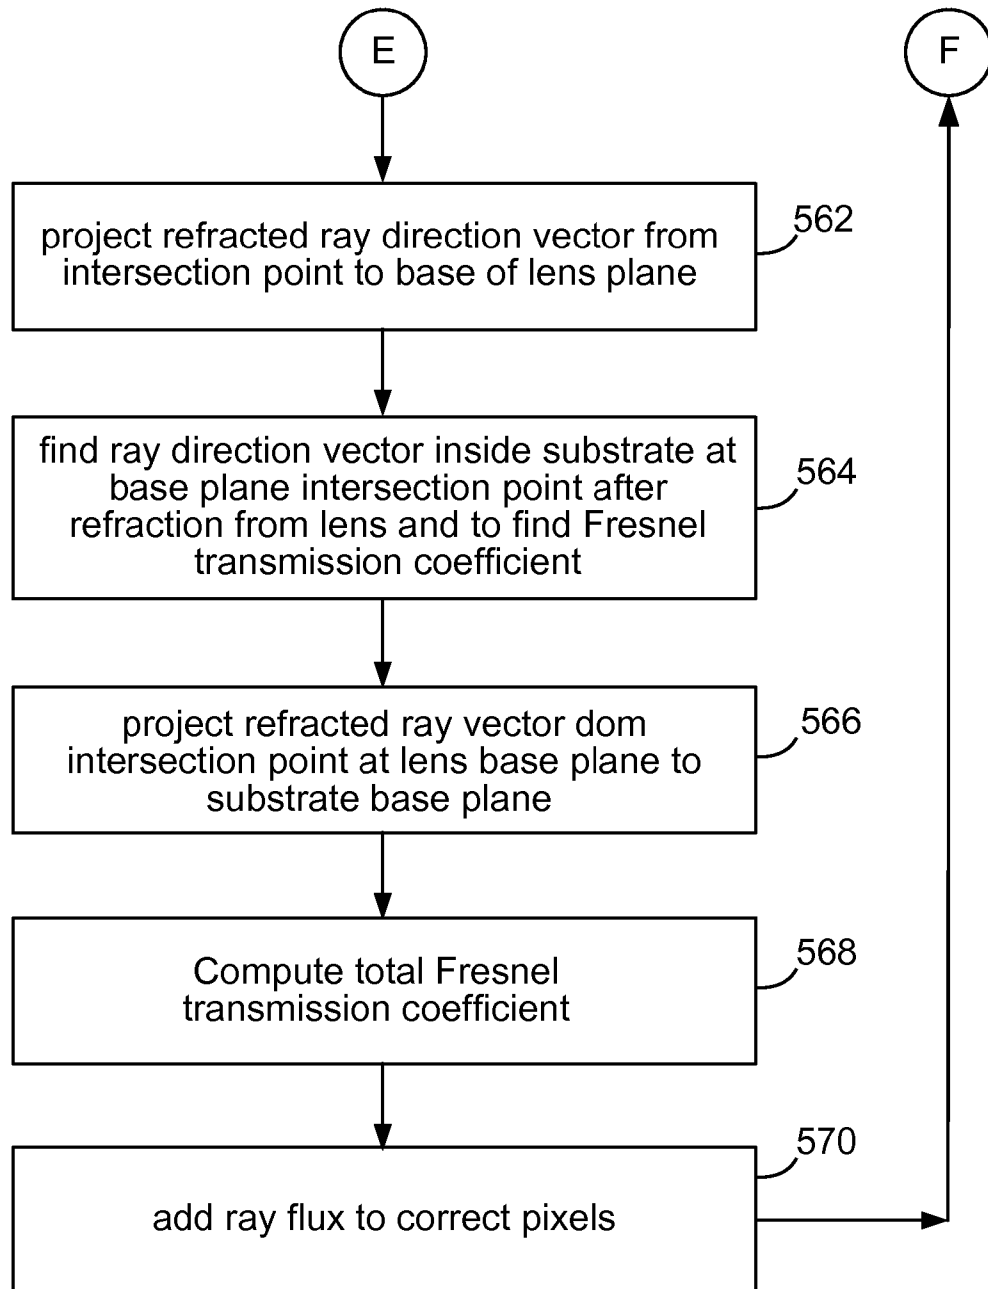 E
F
project refracted ray direction vector from
intersection point to base of lens plane
562
find ray direction vector inside substrate at
base plane intersection point after
refraction from lens and to find Fresnel
transmission coefficient
564
project refracted ray vector dom
intersection point at lens base plane to
substrate base plane
566
Compute total Fresnel
transmission coefficient
568
add ray flux to correct pixels
570